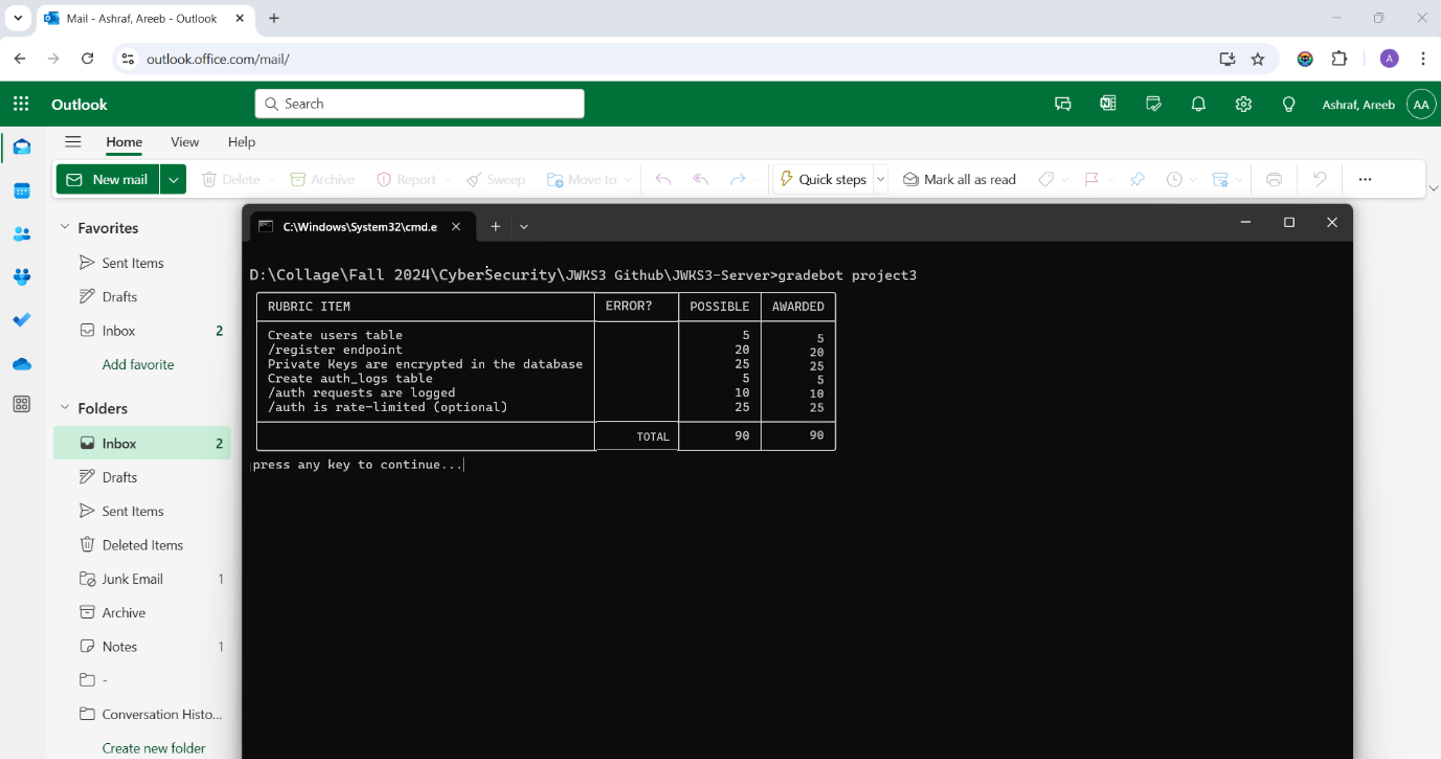 Mail - Ashraf, Areeb - Outlook
outlook.office.com/mail/
A
Outlook
Search
Ashraf, Areeb
AA
Home View Help
New mail Delete Archive Report Sweep Move to Quick steps Mark all as read
Favorites
Sent Items
Drafts
Inbox 2
Add favorite
Folders
Inbox 2
Drafts
Sent Items
Deleted Items
Junk Email 1
Archive
Notes 1
-
Conversation Histo...
Create new folder
C:\Windows\System32\cmd.e
D:\Collage\Fall 2024\CyberSecurity\JWKS3 Github\JWKS3-Server>gradebot project3
RUBRIC ITEM ERROR? POSSIBLE AWARDED
Create users table 5 5
/register endpoint 20 20
Private Keys are encrypted in the database 25 25
Create auth_logs table 5 5
/auth requests are logged 10 10
/auth is rate-limited (optional) 25 25
TOTAL 90 90
press any key to continue...